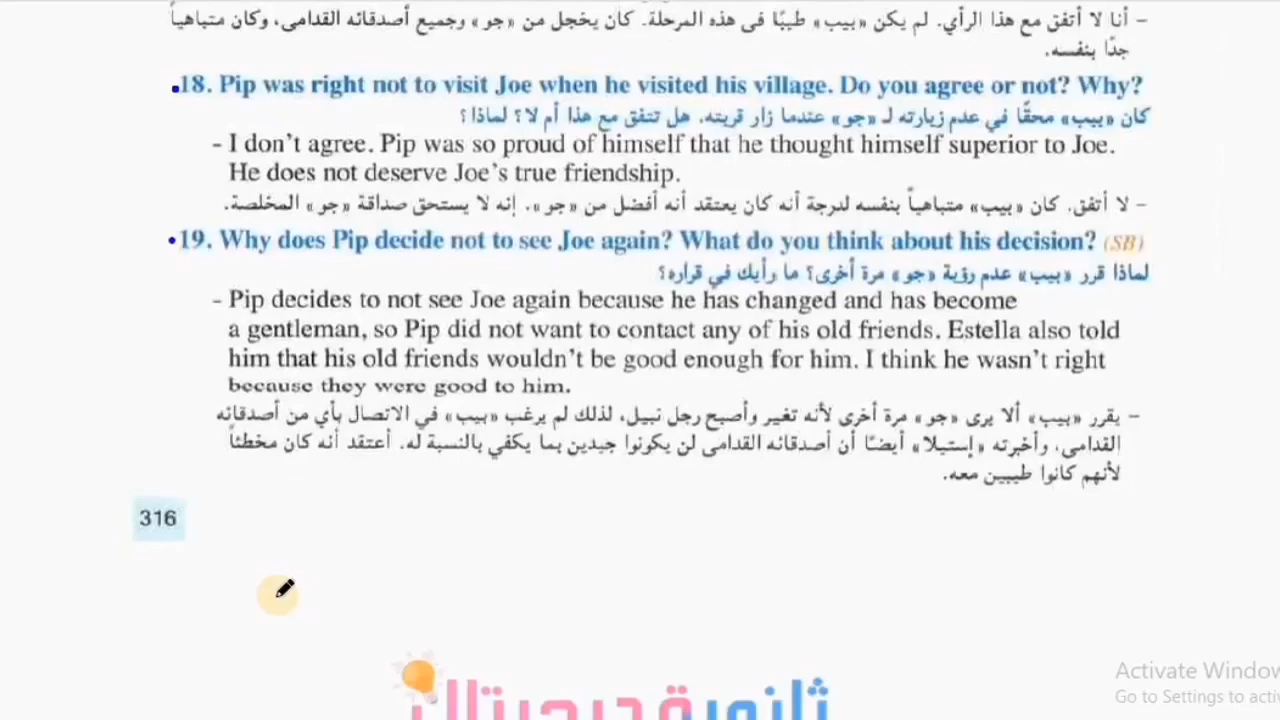 – أنا لا أتفق مع هذا الرأي. لم يكن «بيب» طيبًا فى هذه المرحلة. كان يخجل من «جو» وجميع أصدقائه القدامى، وكان متباهياً
جدًا بنفسه.
18. Pip was right not to visit Joe when he visited his village. Do you agree or not? Why?
كان «بيب» محقًا في عدم زيارته لـ «جو» عندما زار قريته. هل تتفق مع هذا أم لا؟ لماذا؟
- I don't agree. Pip was so proud of himself that he thought himself superior to Joe.
He does not deserve Joe's true friendship.
– لا أتفق. كان «بيب» متباهياً بنفسه لدرجة أنه كان يعتقد أنه أفضل من «جو». إنه لا يستحق صداقة «جو» المخلصة.
19. Why does Pip decide not to see Joe again? What do you think about his decision? (SB)
لماذا قرر «بيب» عدم رؤية «جو» مرة أخرى؟ ما رأيك في قراره؟
- Pip decides to not see Joe again because he has changed and has become
a gentleman, so Pip did not want to contact any of his old friends. Estella also told
him that his old friends wouldn't be good enough for him. I think he wasn't right
because they were good to him.
– يقرر «بيب» ألا يرى «جو» مرة أخرى لأنه تغير وأصبح رجل نبيل، لذلك لم يرغب «بيب» في الاتصال بأي من أصدقائه
القدامى، وأخبرته «إستيلا» أيضًا أن أصدقائه القدامى لن يكونوا جيدين بما يكفي بالنسبة له. أعتقد أنه كان مخطئاً
لأنهم كانوا طيبين معه.
316
Activate Window
Go to Settings to activ
ثانوية ديجيتال